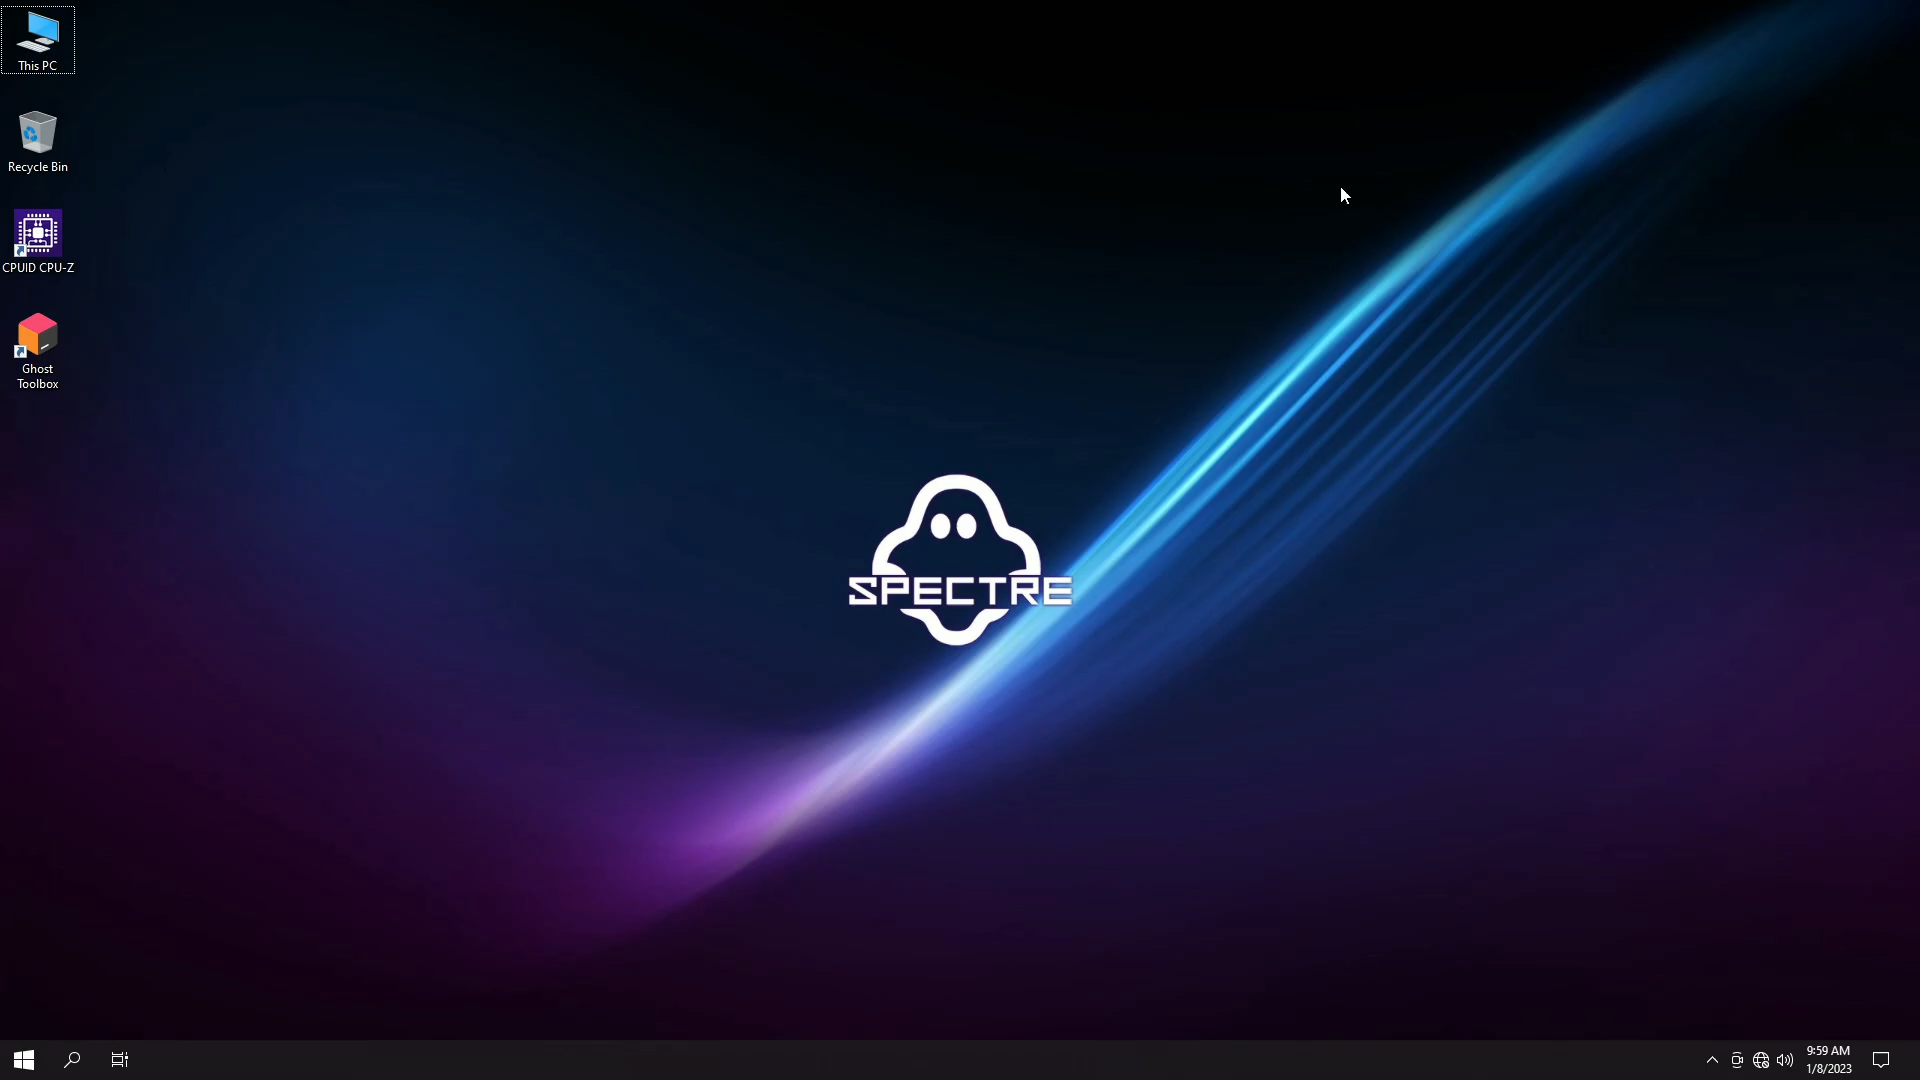 This PC
Recycle Bin
CPUID CPU-Z
Ghost
Toolbox
SPECTRE
9:59 AM
1/8/2023